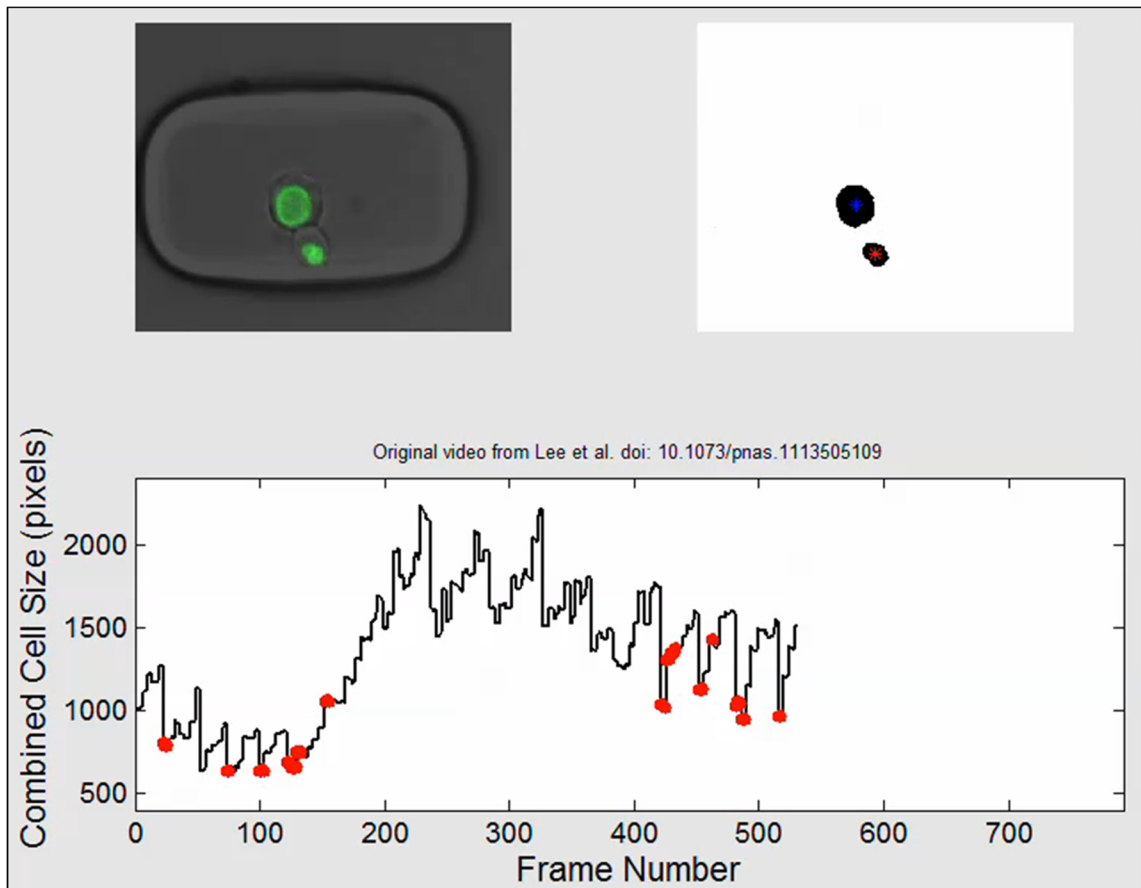 Original video from Lee et al. doi: 10.1073/pnas.1113505109
Combined Cell Size (pixels)
2000
1500
1000
500
0 100 200 300 400 500 600 700
Frame Number